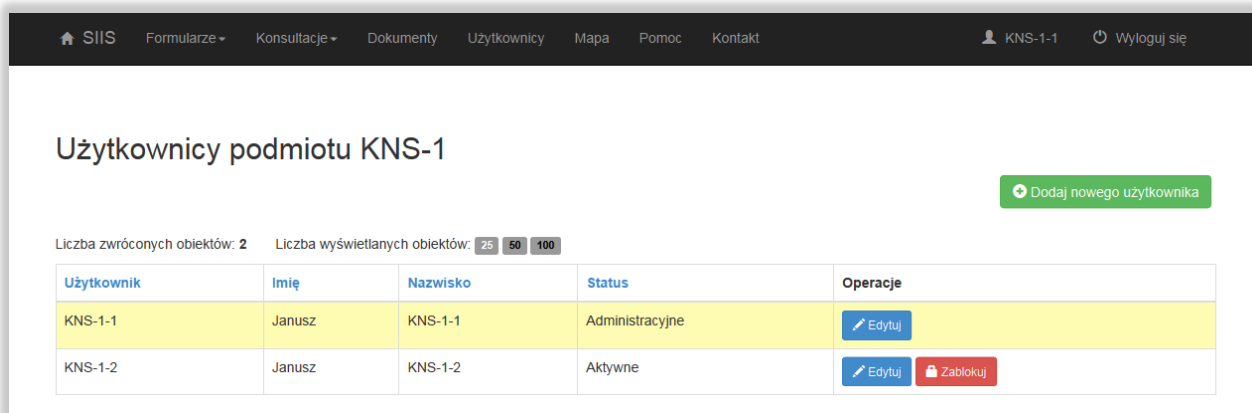 SIIS Formularze Konsultacje Dokumenty Użytkownicy Mapa Pomoc Kontakt KNS-1-1 Wyloguj się
Użytkownicy podmiotu KNS-1
Dodaj nowego użytkownika
Liczba zwróconych obiektów: 2 Liczba wyświetlanych obiektów: 25 50 100
Użytkownik Imię Nazwisko Status Operacje
KNS-1-1 Janusz KNS-1-1 Administracyjne Edytuj
KNS-1-2 Janusz KNS-1-2 Aktywne Edytuj Zablokuj